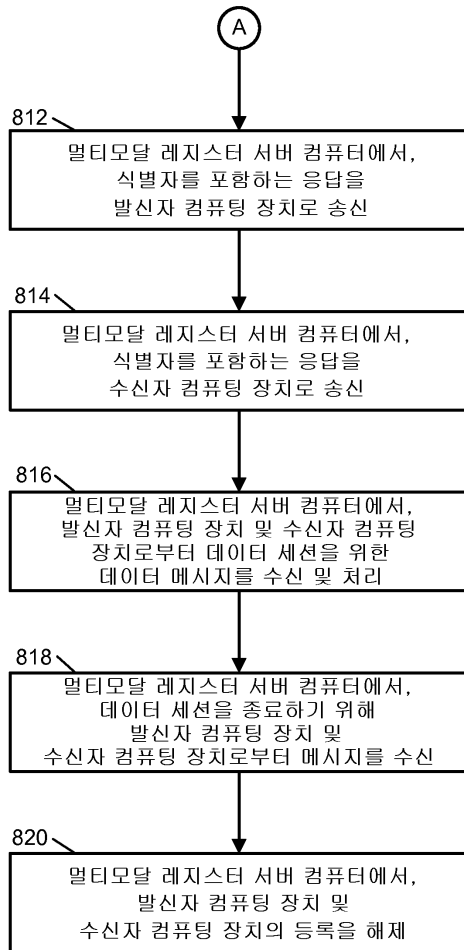 A
812
멀티모달 레지스터 서버 컴퓨터에서,
식별자를 포함하는 응답을
발신자 컴퓨팅 장치로 송신
814
멀티모달 레지스터 서버 컴퓨터에서,
식별자를 포함하는 응답을
수신자 컴퓨팅 장치로 송신
816
멀티모달 레지스터 서버 컴퓨터에서,
발신자 컴퓨팅 장치 및 수신자 컴퓨팅
장치로부터 데이터 세션을 위한
데이터 메시지를 수신 및 처리
818
멀티모달 레지스터 서버 컴퓨터에서,
데이터 세션을 종료하기 위해
발신자 컴퓨팅 장치 및
수신자 컴퓨팅 장치로부터 메시지를 수신
820
멀티모달 레지스터 서버 컴퓨터에서,
발신자 컴퓨팅 장치 및
수신자 컴퓨팅 장치의 등록을 해제